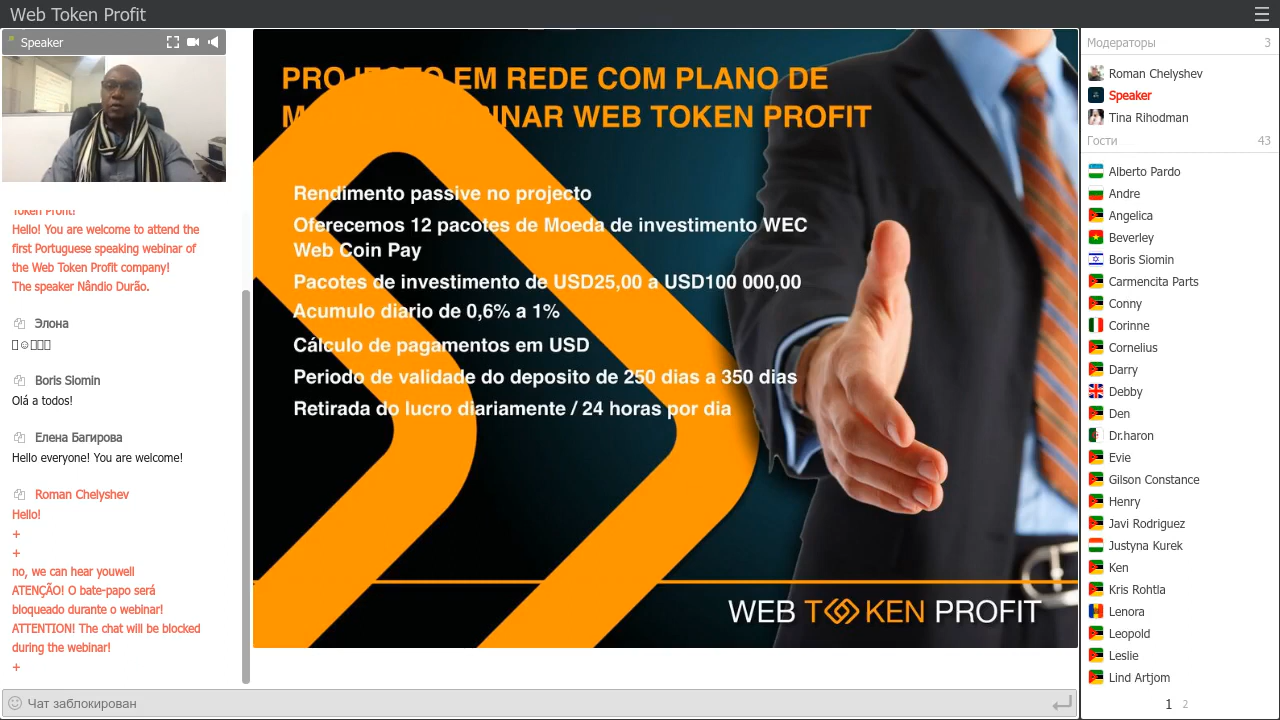 Web Token Profit
Speaker
Token Profit!
Hello! You are welcome to attend the
first Portuguese speaking webinar of
the Web Token Profit company!
The speaker Nândio Durão.
Элона
Boris Siomin
Olá a todos!
Елена Багирова
Hello everyone! You are welcome!
Roman Chelyshev
Hello!
+
+
no, we can hear youwell
ATENÇÃO! O bate-papo será
bloqueado durante o webinar!
ATTENTION! The chat will be blocked
during the webinar!
+
Чат заблокирован
PROJECTO EM REDE COM PLANO DE
WEB TOKEN PROFIT
Rendimento passive no projecto
Oferecemos 12 pacotes de Moeda de investimento WEC
Web Coin Pay
Pacotes de investimento de USD25,00 a USD100 000,00
Acumulo diario de 0,6% a 1%
Cálculo de pagamentos em USD
Periodo de validade do deposito de 250 dias a 350 dias
Retirada do lucro diariamente / 24 horas por dia
WEB TOKEN PROFIT
Модераторы 3
Roman Chelyshev
Speaker
Tina Rihodman
Гости 43
Alberto Pardo
Andre
Angelica
Beverley
Boris Siomin
Carmencita Parts
Conny
Corinne
Cornelius
Darry
Debby
Den
Dr.haron
Evie
Gilson Constance
Henry
Javi Rodriguez
Justyna Kurek
Ken
Kris Rohtla
Lenora
Leopold
Leslie
Lind Artjom
1 2